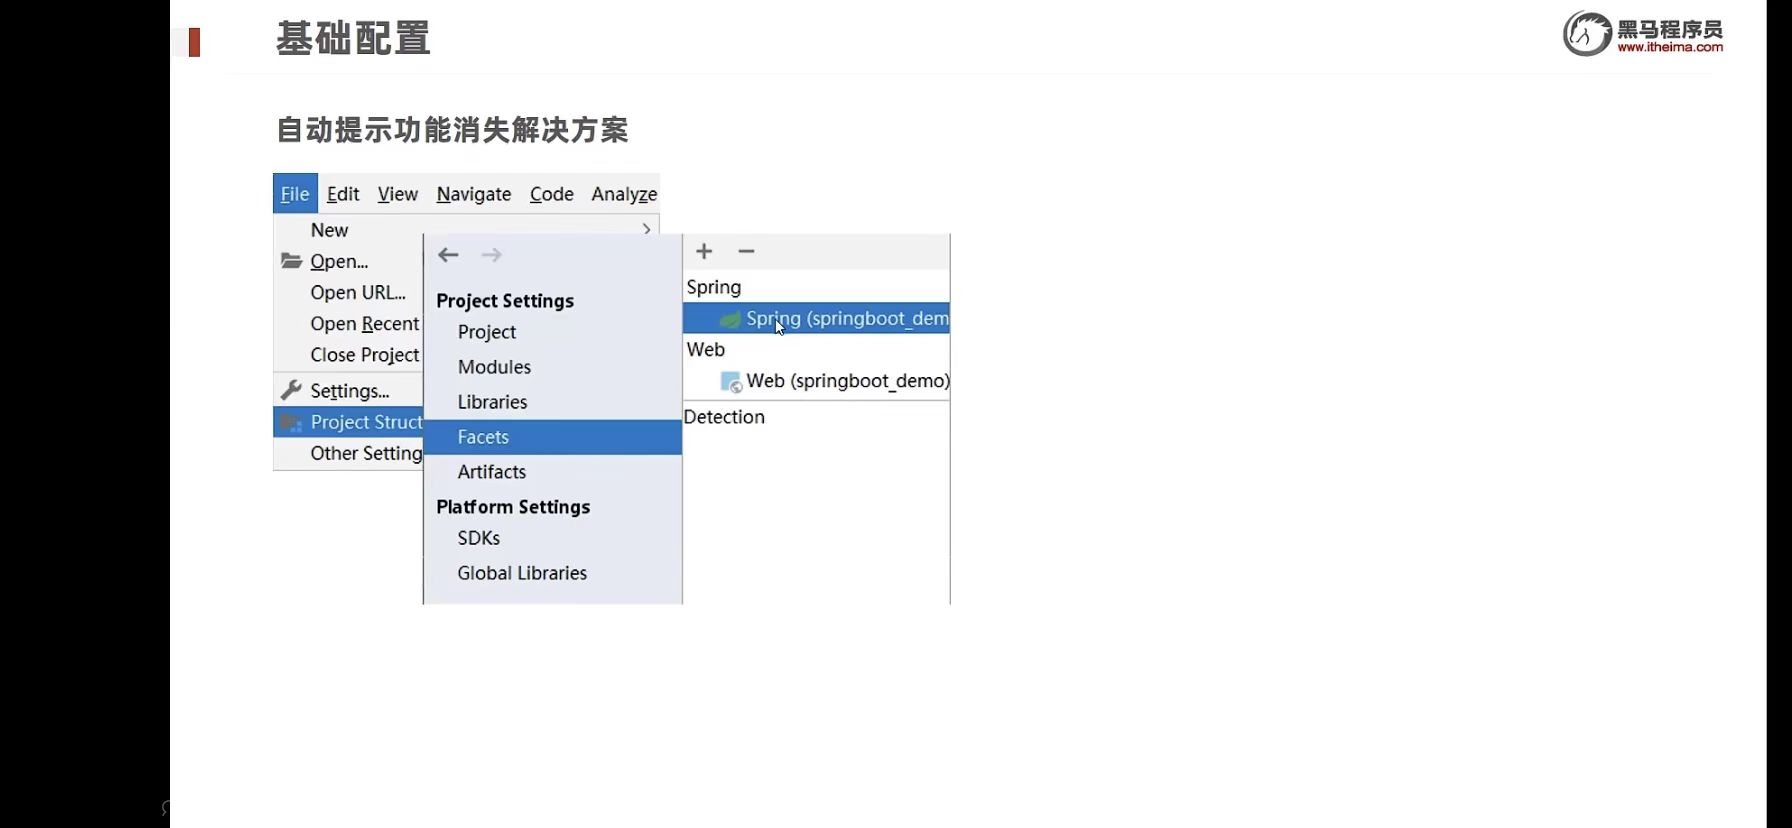 基础配置
黑马程序员
www.itheima.com
自动提示功能消失解决方案
File Edit View Navigate Code Analyze
New
Open...
Open URL...
Open Recent
Close Project
Settings...
Project Struct
Other Setting
Project Settings
Project
Modules
Libraries
Facets
Artifacts
Platform Settings
SDKs
Global Libraries
Spring
Spring (springboot_dem
Web
Web (springboot_demo)
Detection